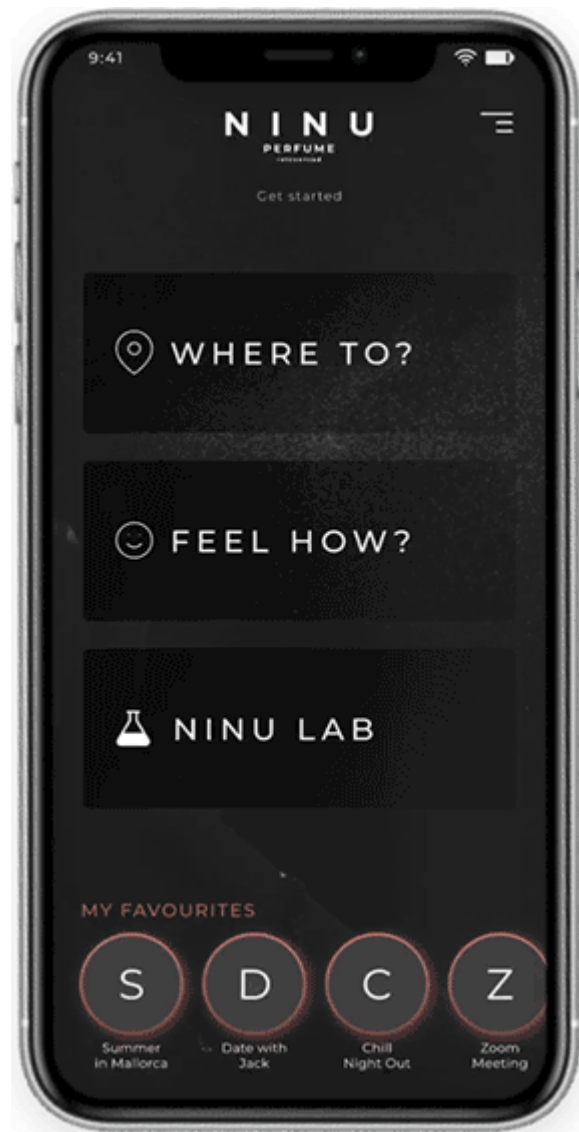 9:41
NINU
PERFUME
Get started
WHERE TO?
FEEL HOW?
NINU LAB
MY FAVOURITES
S D C Z
Summer Date with Chill Zoom
in Mallorca Jack Night Out Meeting